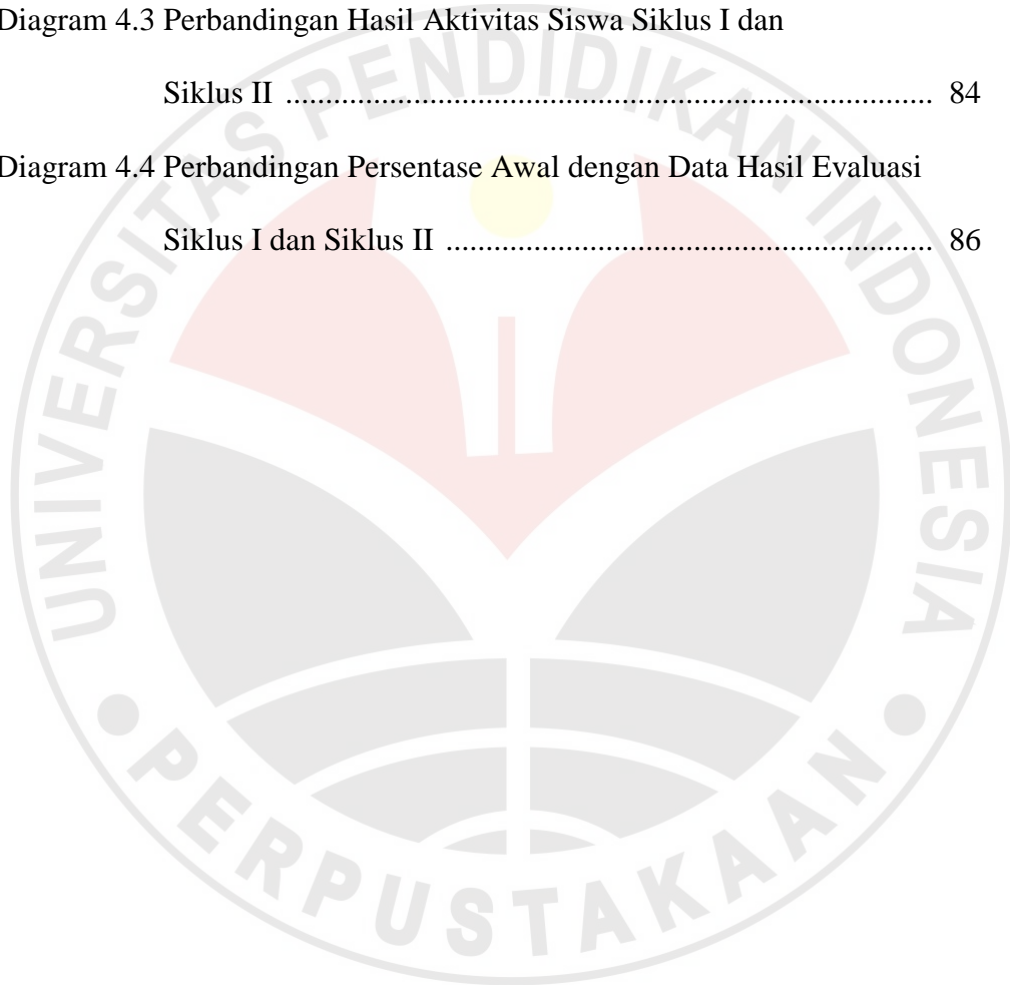 Diagram 4.3 Perbandingan Hasil Aktivitas Siswa Siklus I dan
Siklus II ...................................................................... 84
Diagram 4.4 Perbandingan Persentase Awal dengan Data Hasil Evaluasi
Siklus I dan Siklus II ..................................................... 86
UNIVERSITAS PENDIDIKAN INDONESIA
PERPUSTAKAAN